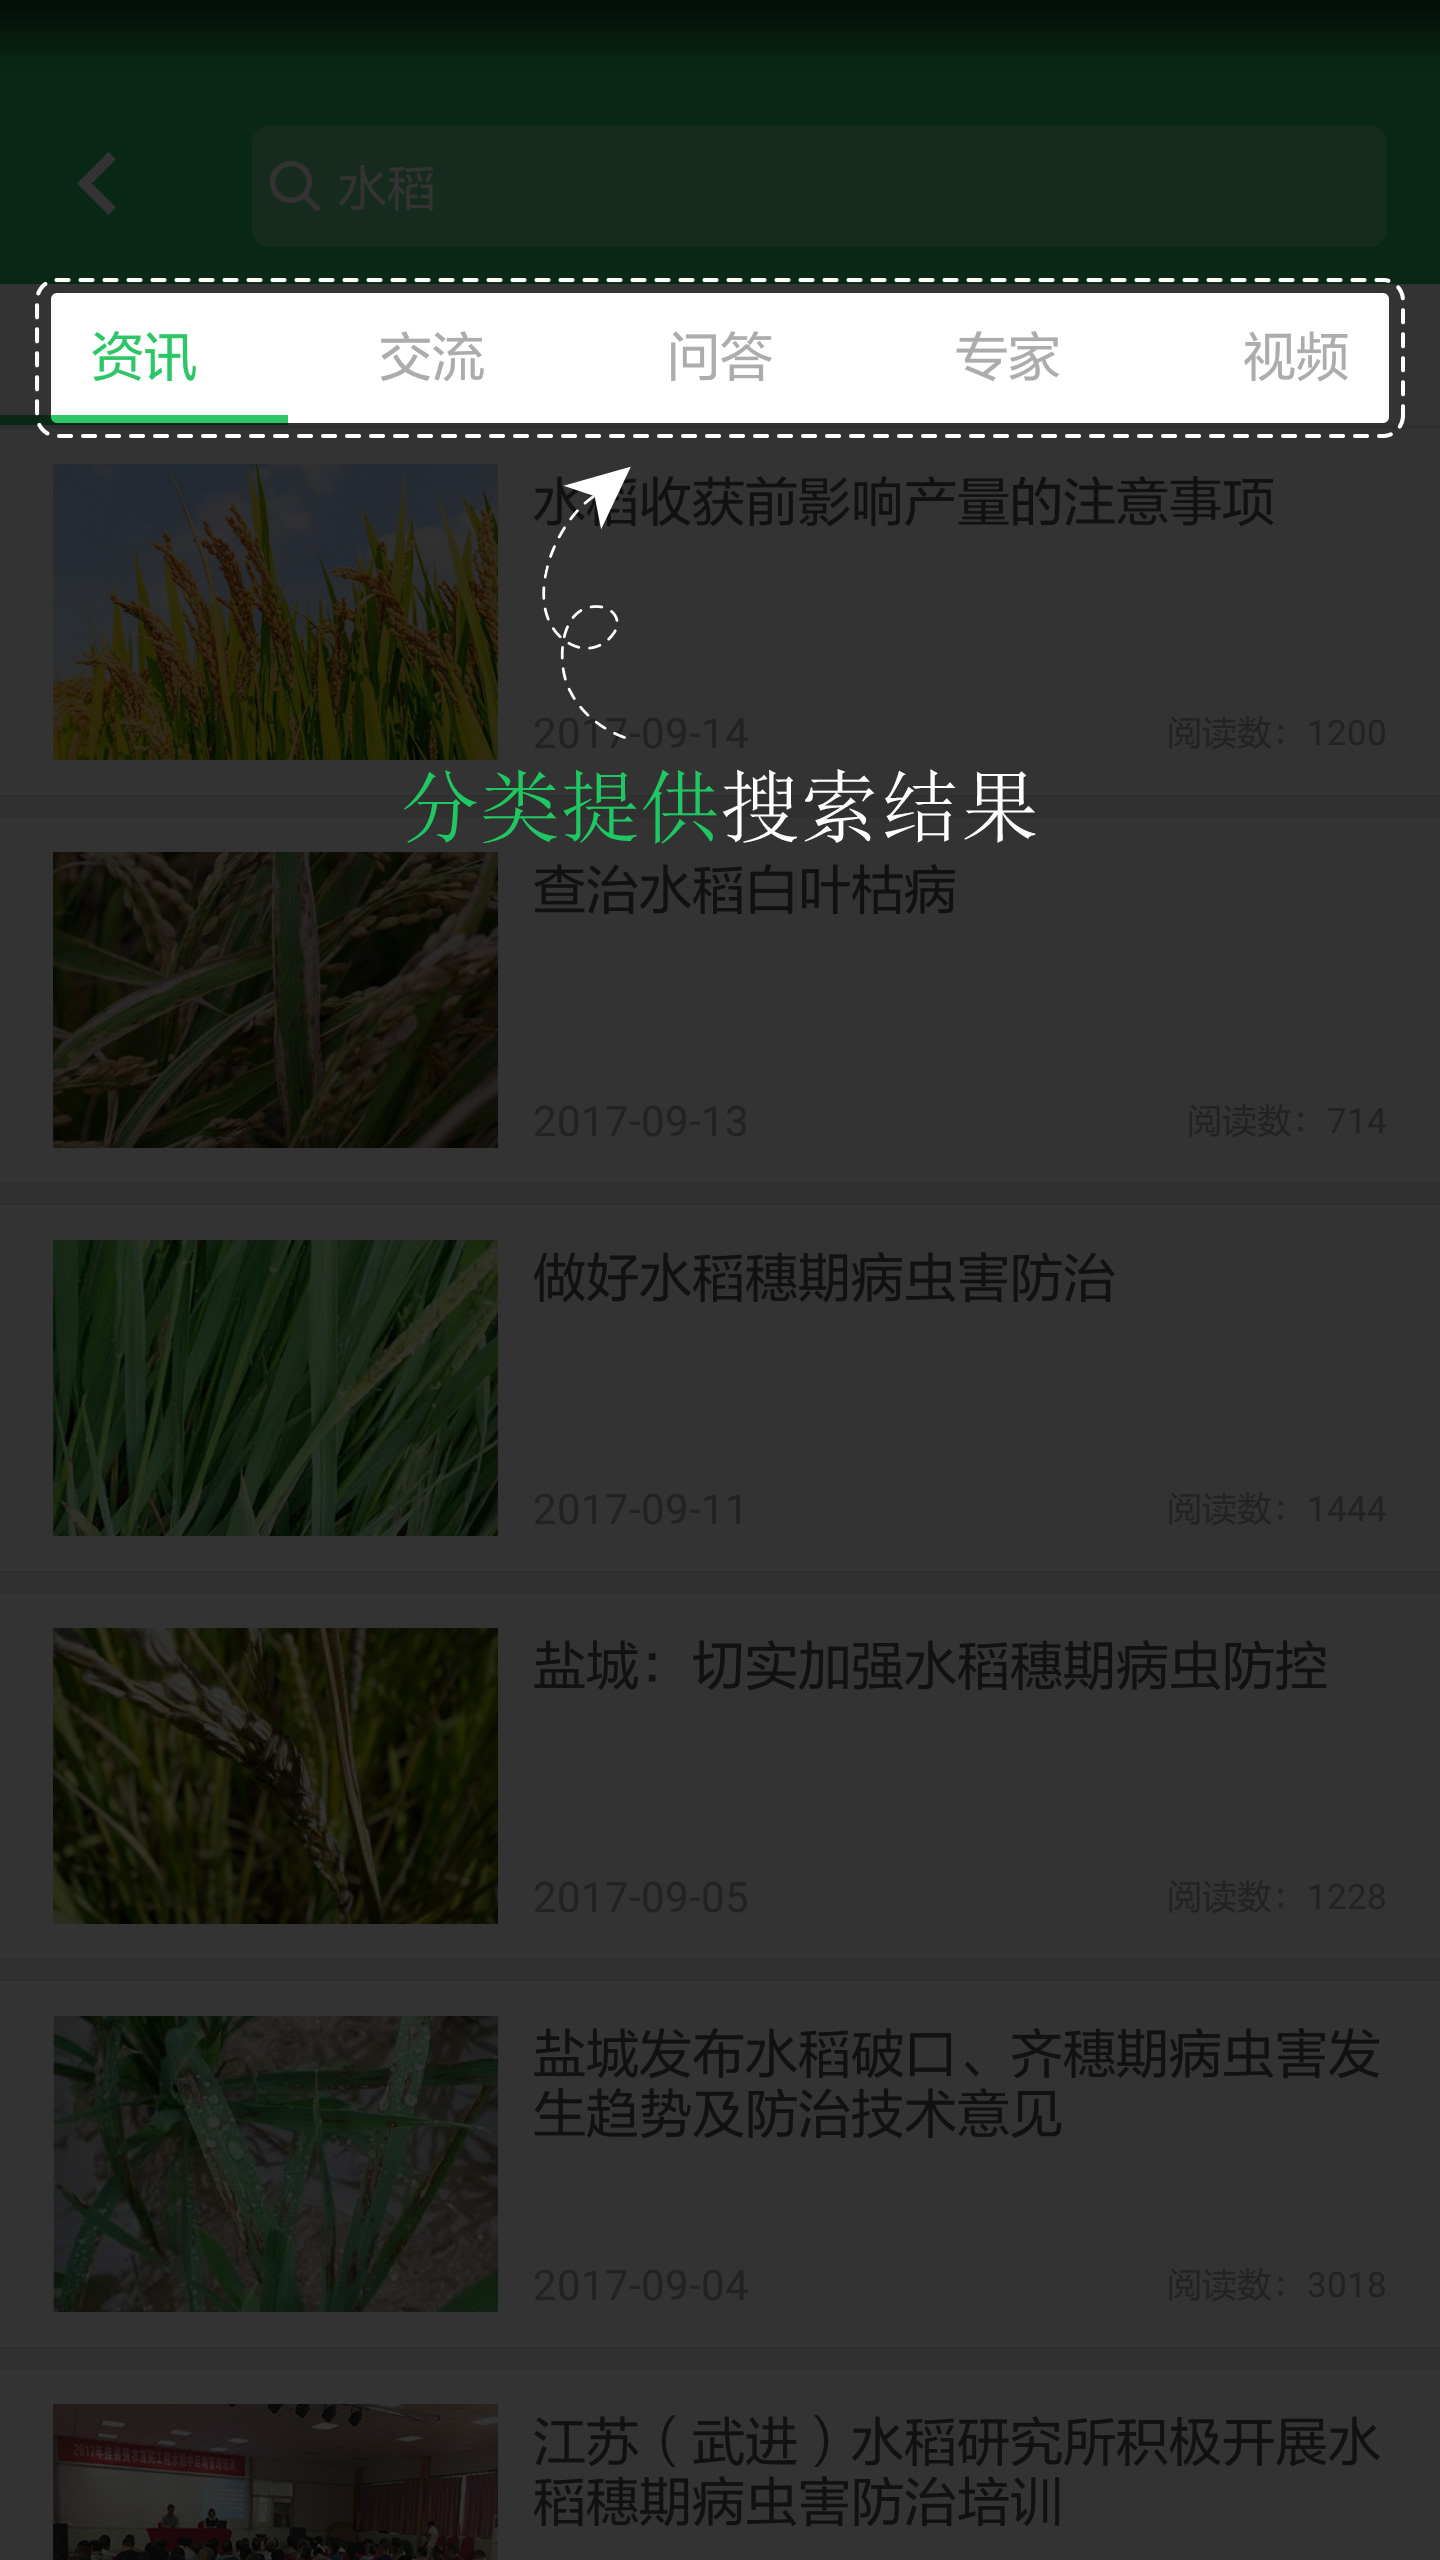 水稻
资讯 交流 问答 专家 视频
水稻收获前影响产量的注意事项
2017-09-14 阅读数：1200
分类提供搜索结果
查治水稻白叶枯病
2017-09-13 阅读数：714
做好水稻穗期病虫害防治
2017-09-11 阅读数：1444
盐城：切实加强水稻穗期病虫防控
2017-09-05 阅读数：1228
盐城发布水稻破口、齐穗期病虫害发
生趋势及防治技术意见
2017-09-04 阅读数：3018
江苏（武进）水稻研究所积极开展水
稻穗期病虫害防治培训